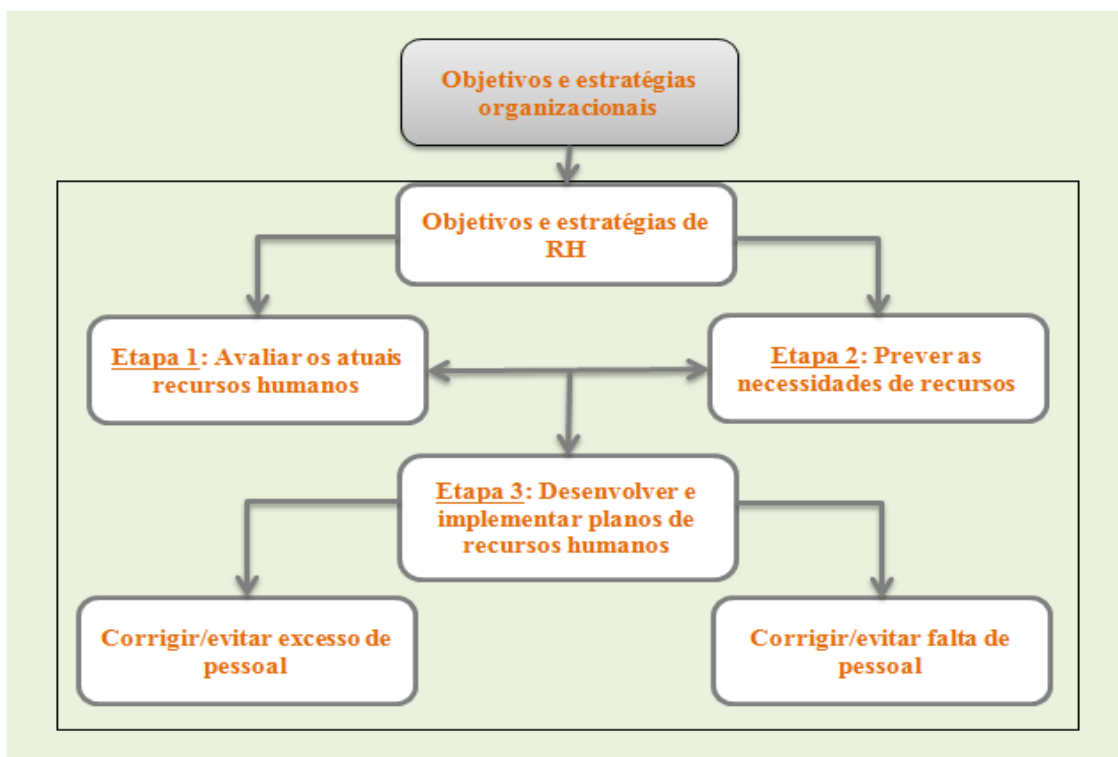 Objetivos e estratégias
organizacionais
Objetivos e estratégias de
RH
Etapa 1: Avaliar os atuais
recursos humanos
Etapa 2: Prever as
necessidades de recursos
Etapa 3: Desenvolver e
implementar planos de
recursos humanos
Corrigir/evitar excesso de
pessoal
Corrigir/evitar falta de
pessoal